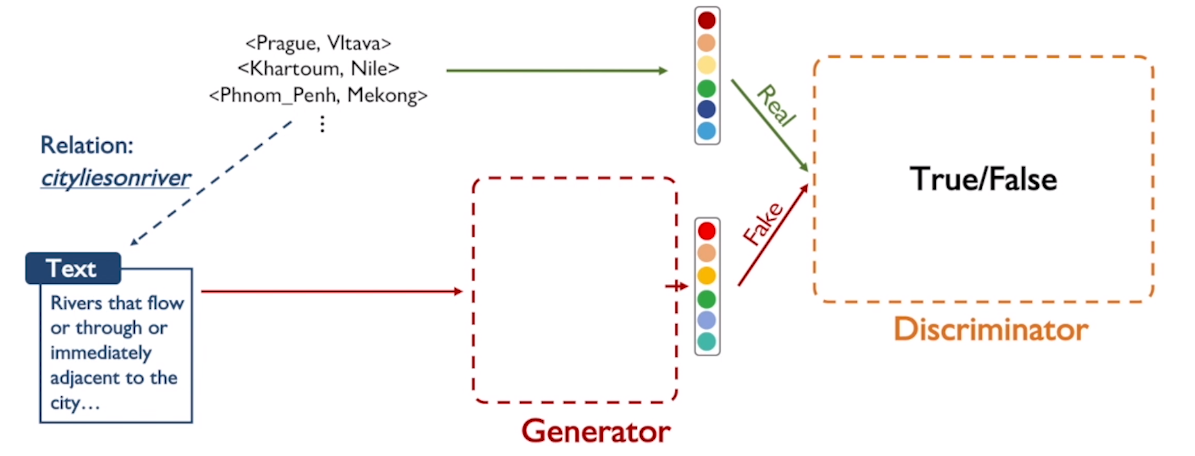 <Prague, Vltava>
<Khartoum, Nile>
<Phnom_Penh, Mekong>
⋮
Relation:
cityliesonriver
Real
True/False
Fake
Text
Rivers that flow
or through or
immediately
adjacent to the
city…
Discriminator
Generator